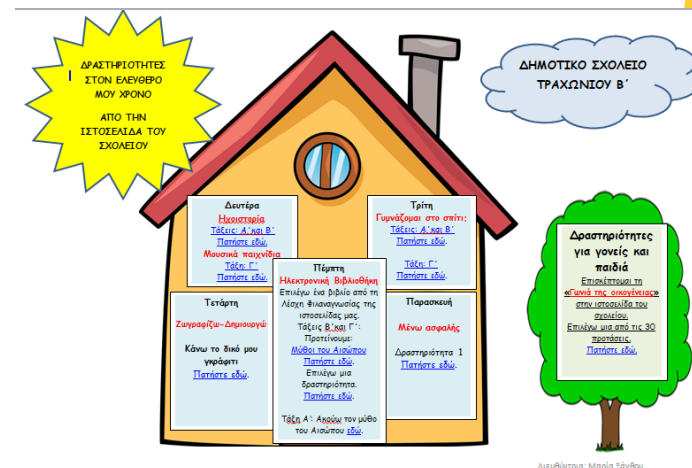 ΔΡΑΣΤΗΡΙΟΤΗΤΕΣ
ΣΤΟΝ ΕΛΕΥΘΕΡΟ
ΜΟΥ ΧΡΟΝΟ
ΑΠΟ ΤΗΝ
ΙΣΤΟΣΕΛΙΔΑ ΤΟΥ
ΣΧΟΛΕΙΟΥ
ΔΗΜΟΤΙΚΟ ΣΧΟΛΕΙΟ
ΤΡΑΧΩΝΙΟΥ Β΄
Δευτέρα
Ηχοιστορία
Τάξεις: Α΄και Β΄
Πατήστε εδώ.
Μουσικά παιχνίδια
Τάξη: Γ΄
Πατήστε εδώ.
Τρίτη
Γυμνάζομαι στο σπίτι:
Τάξεις: Α΄και Β΄
Πατήστε εδώ.
Τάξη: Γ΄
Πατήστε εδώ.
Τετάρτη
Ζωγραφίζω-Δημιουργώ
Κάνω το δικό μου
γκράφιτι
Πατήστε εδώ.
Πέμπτη
Ηλεκτρονική Βιβλιοθήκη
Επιλέγω ένα βιβλίο από τη
Λέσχη Φιλαναγνωσίας της
ιστοσελίδας μας.
Τάξεις Β΄και Γ΄:
Προτείνουμε:
Μύθοι του Αισώπου
Πατήστε εδώ.
Επιλέγω μια
δραστηριότητα.
Πατήστε εδώ.
Τάξη Α΄: Ακούω τον μύθο
του Αισώπου εδώ.
Παρασκευή
Μένω ασφαλής
Δραστηριότητα 1
Πατήστε εδώ.
Δραστηριότητες
για γονείς και
παιδιά
Επισκέπτομαι τη
«Γωνιά της οικογένειας»
στην ιστοσελίδα του
σχολείου.
Επιλέγω μια από τις 30
προτάσεις.
Πατήστε εδώ.
Διευθύντρια: Μαρία Ξάνθου